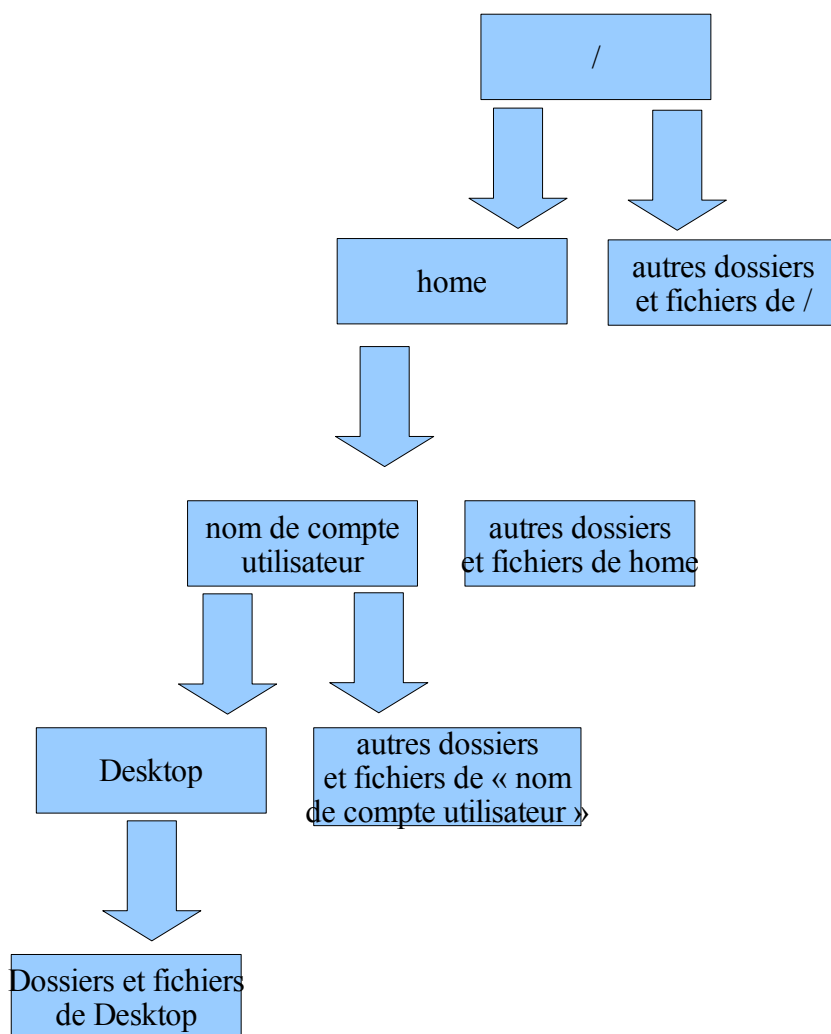 /
home
autres dossiers
et fichiers de /
nom de compte
utilisateur
autres dossiers
et fichiers de home
Desktop
autres dossiers
et fichiers de « nom
de compte utilisateur »
Dossiers et fichiers
de Desktop